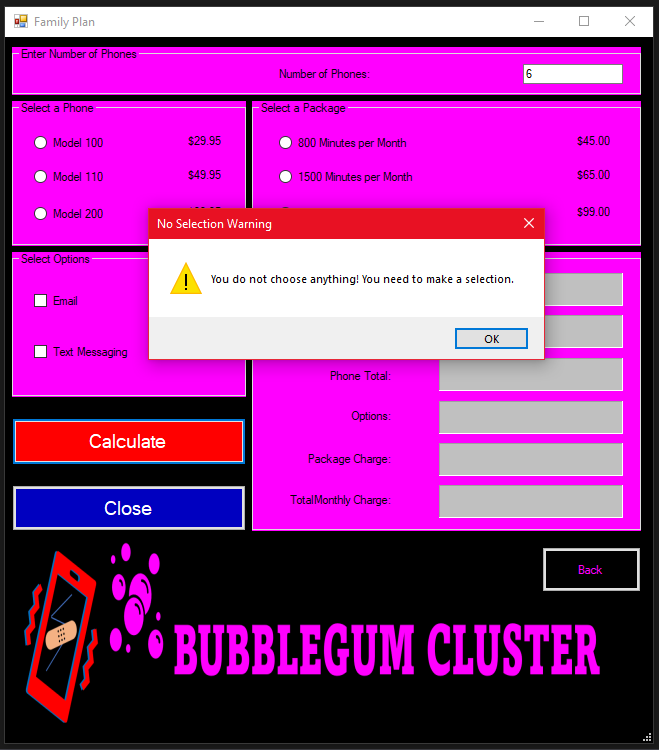 Family Plan
Enter Number of Phones
Number of Phones: 6
Select a Phone
Model 100 $29.95
Model 110 $49.95
Model 200
Select a Package
800 Minutes per Month $45.00
1500 Minutes per Month $65.00
$99.00
No Selection Warning
You do not choose anything! You need to make a selection.
OK
Select Options
Email
Text Messaging
Phone Total:
Options:
Package Charge:
TotalMonthly Charge:
Calculate
Close
Back
BUBBLEGUM CLUSTER